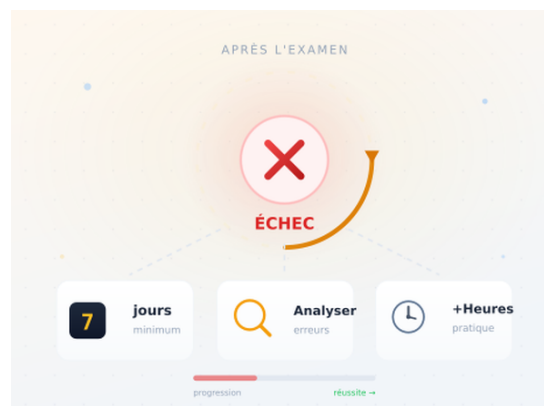 APRÈS L'EXAMEN
ÉCHEC
7
jours
minimum
Analyser
erreurs
+Heures
pratique
progression
réussite →